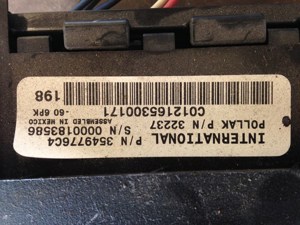 INTERNATIONAL P/N 3549776C4
POLLAK P/N 32237 S/N 0000183586
ASSEMBLED IN MEXICO
C012165300171 -60 6PK
198